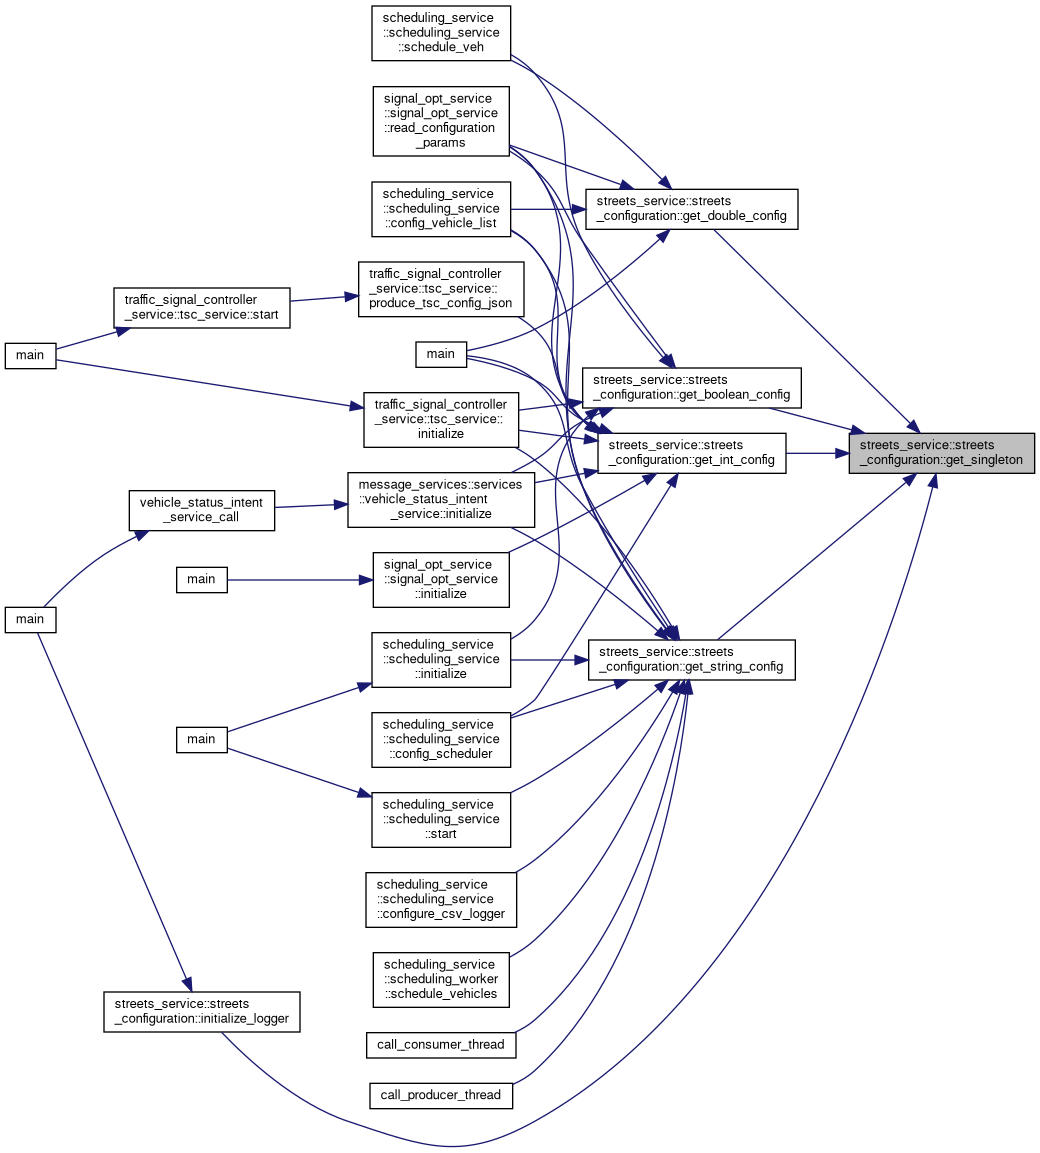 scheduling_service
::scheduling_service
::schedule_veh
signal_opt_service
::signal_opt_service
::read_configuration
_params
scheduling_service
::scheduling_service
::config_vehicle_list
streets_service::streets
_configuration::get_double_config
traffic_signal_controller
_service::tsc_service::
produce_tsc_config_json
traffic_signal_controller
_service::tsc_service::start
main
main
streets_service::streets
_configuration::get_boolean_config
traffic_signal_controller
_service::tsc_service::
initialize
streets_service::streets
_configuration::get_int_config
streets_service::streets
_configuration::get_singleton
message_services::services
::vehicle_status_intent
_service::initialize
vehicle_status_intent
_service_call
signal_opt_service
::signal_opt_service
::initialize
main
main
scheduling_service
::scheduling_service
::initialize
streets_service::streets
_configuration::get_string_config
scheduling_service
::scheduling_service
::config_scheduler
main
scheduling_service
::scheduling_service
::start
scheduling_service
::scheduling_service
::configure_csv_logger
scheduling_service
::scheduling_worker
::schedule_vehicles
streets_service::streets
_configuration::initialize_logger
call_consumer_thread
call_producer_thread